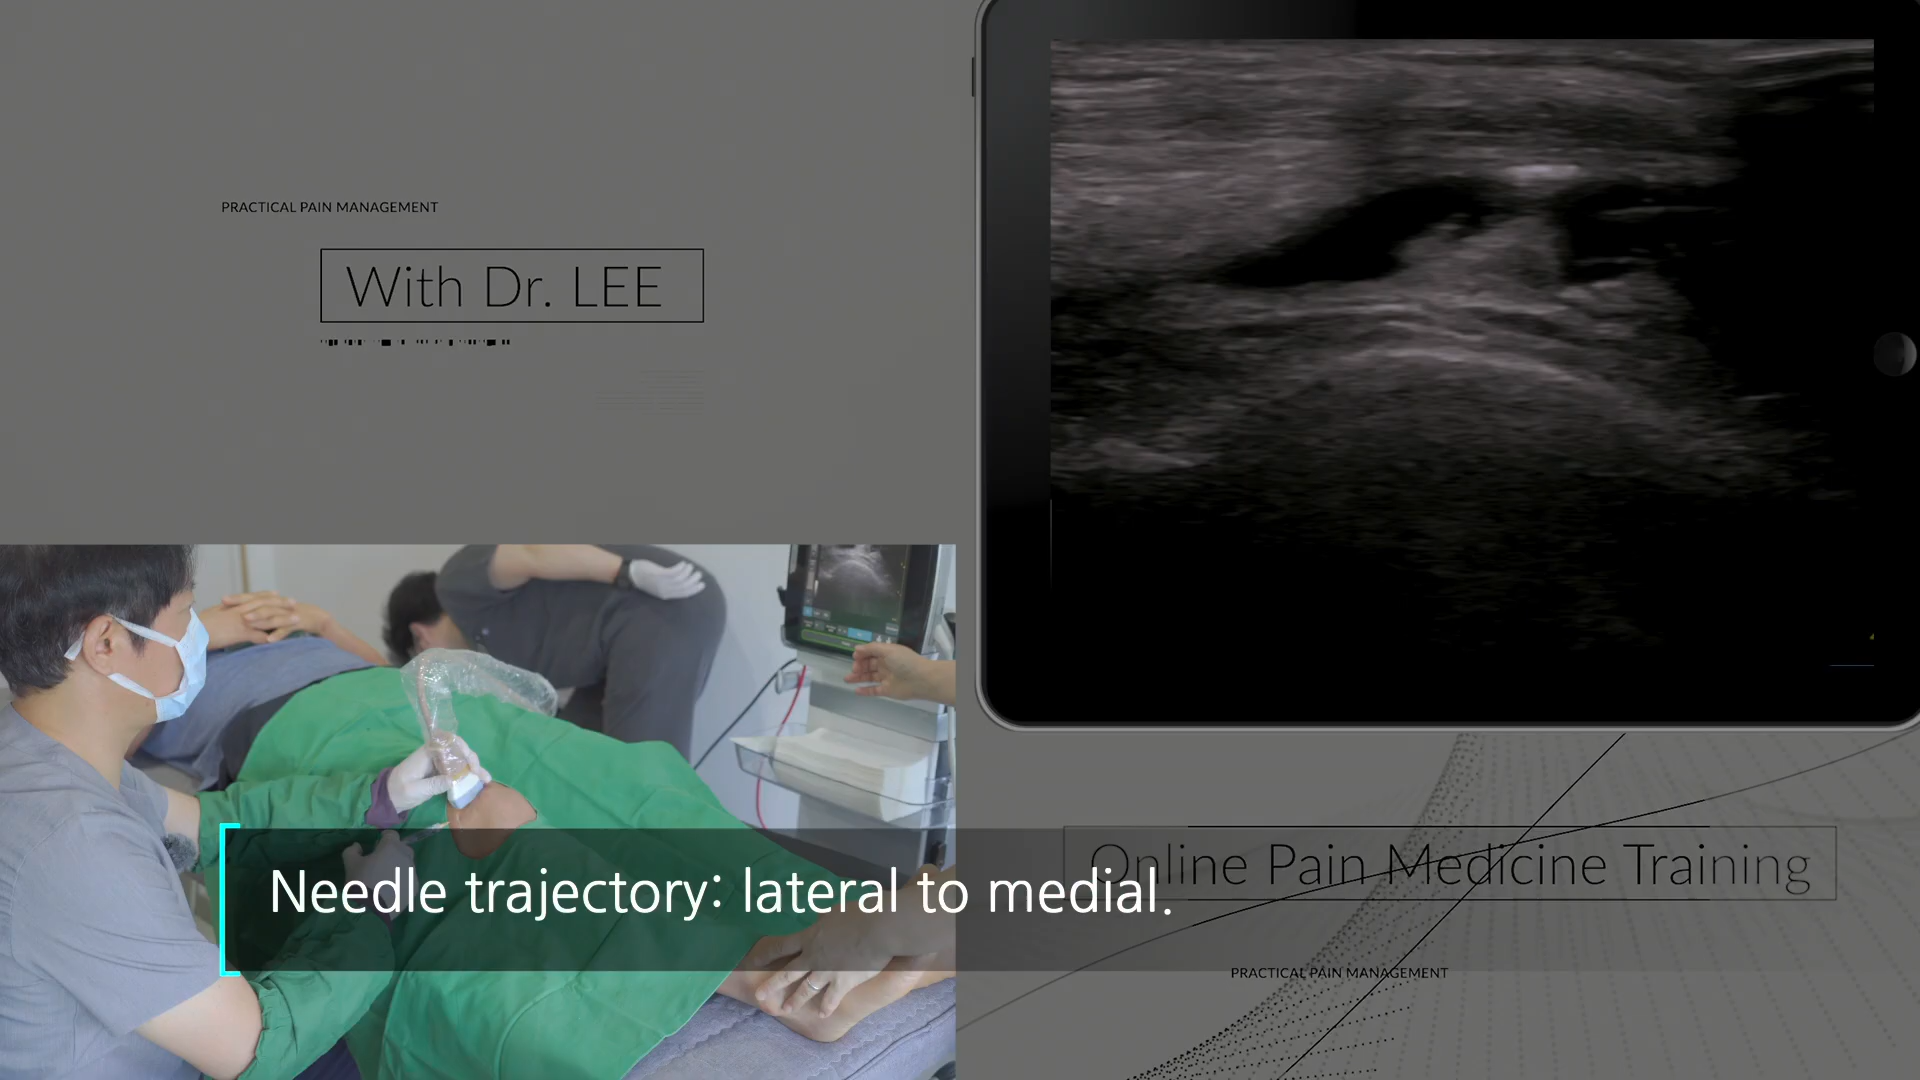 PRACTICAL PAIN MANAGEMENT
With Dr. LEE
Online Pain Medicine Training
Needle trajectory: lateral to medial.
PRACTICAL PAIN MANAGEMENT